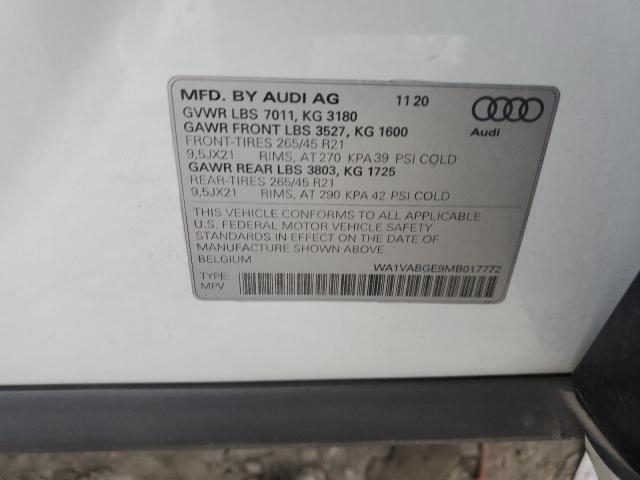 MFD. BY AUDI AG 11 20
GVWR LBS 7011, KG 3180
GAWR FRONT LBS 3527, KG 1600
FRONT-TIRES 265/45 R21
9,5JX21 RIMS, AT 270 KPA 39 PSI COLD
GAWR REAR LBS 3803, KG 1725
REAR-TIRES 265/45 R21
9,5JX21 RIMS, AT 290 KPA 42 PSI COLD
Audi
THIS VEHICLE CONFORMS TO ALL APPLICABLE
U.S. FEDERAL MOTOR VEHICLE SAFETY
STANDARDS IN EFFECT ON THE DATE OF
MANUFACTURE SHOWN ABOVE.
BELGIUM
WA1VABGE9MB017772
TYPE:
MPV